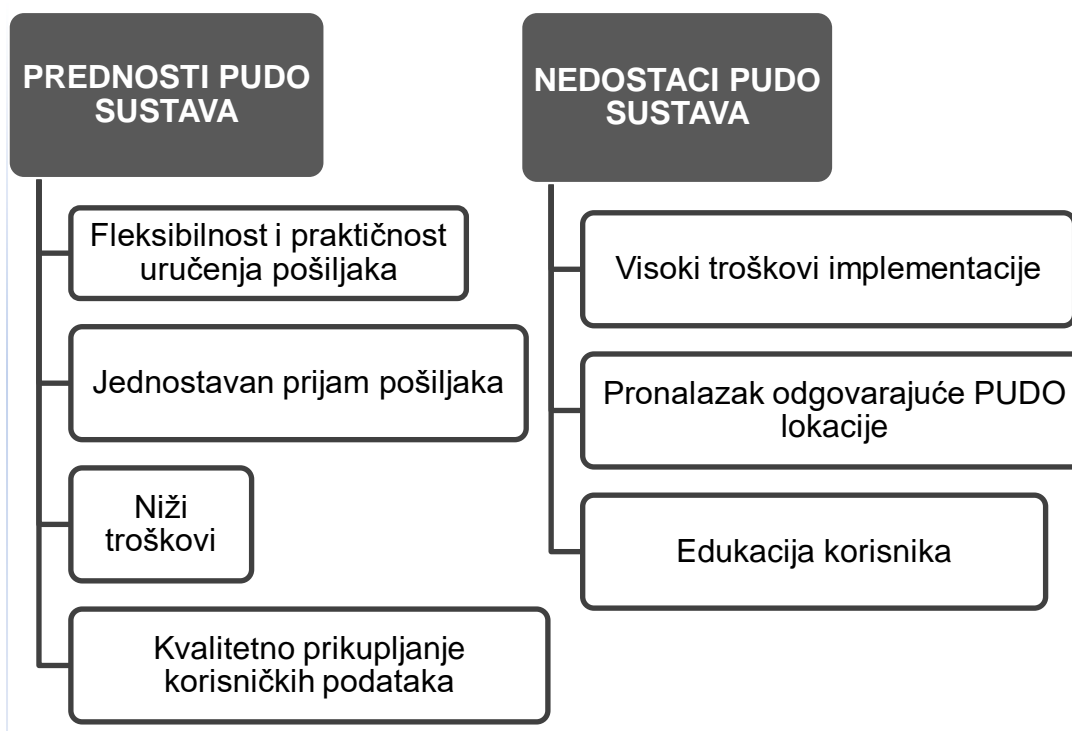 PREDNOSTI PUDO
SUSTAVA
Fleksibilnost i praktičnost
uručenja pošiljaka
Jednostavan prijam pošiljaka
Niži
troškovi
Kvalitetno prikupljanje
korisničkih podataka
NEDOSTACI PUDO
SUSTAVA
Visoki troškovi implementacije
Pronalazak odgovarajuće PUDO
lokacije
Edukacija korisnika